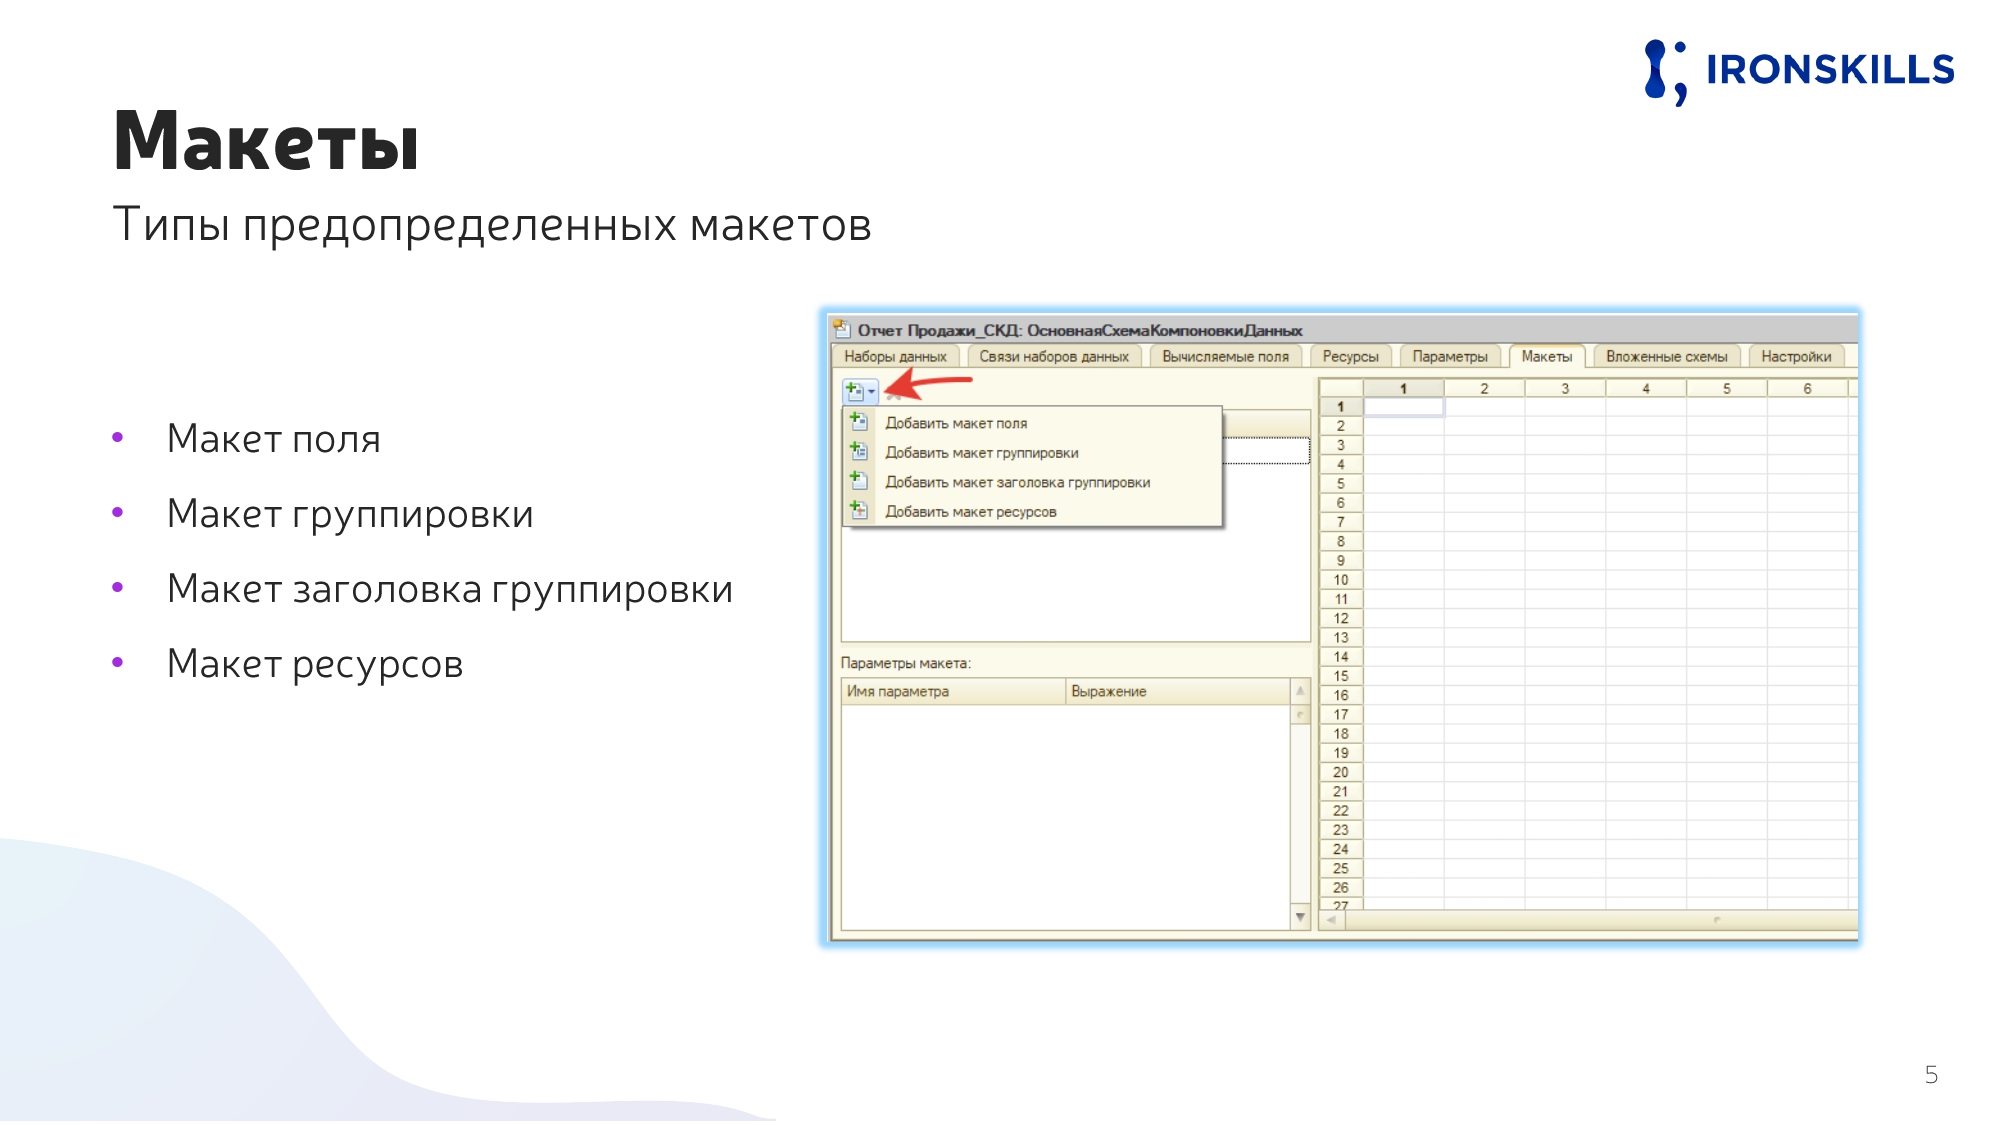 IRONSKILLS
Макеты
Типы предопределенных макетов
• Макет поля
• Макет группировки
• Макет заголовка группировки
• Макет ресурсов
Отчет Продажи_СКД: ОсновнаяСхемаКомпоновкиДанных
Наборы данных Связи наборов данных Вычисляемые поля Ресурсы Параметры Макеты Вложенные схемы Настройки
Добавить макет поля
Добавить макет группировки
Добавить макет заголовка группировки
Добавить макет ресурсов
Параметры макета:
Имя параметра Выражение
1 2 3 4 5 6
1
2
3
4
5
6
7
8
9
10
11
12
13
14
15
16
17
18
19
20
21
22
23
24
25
26
27
5